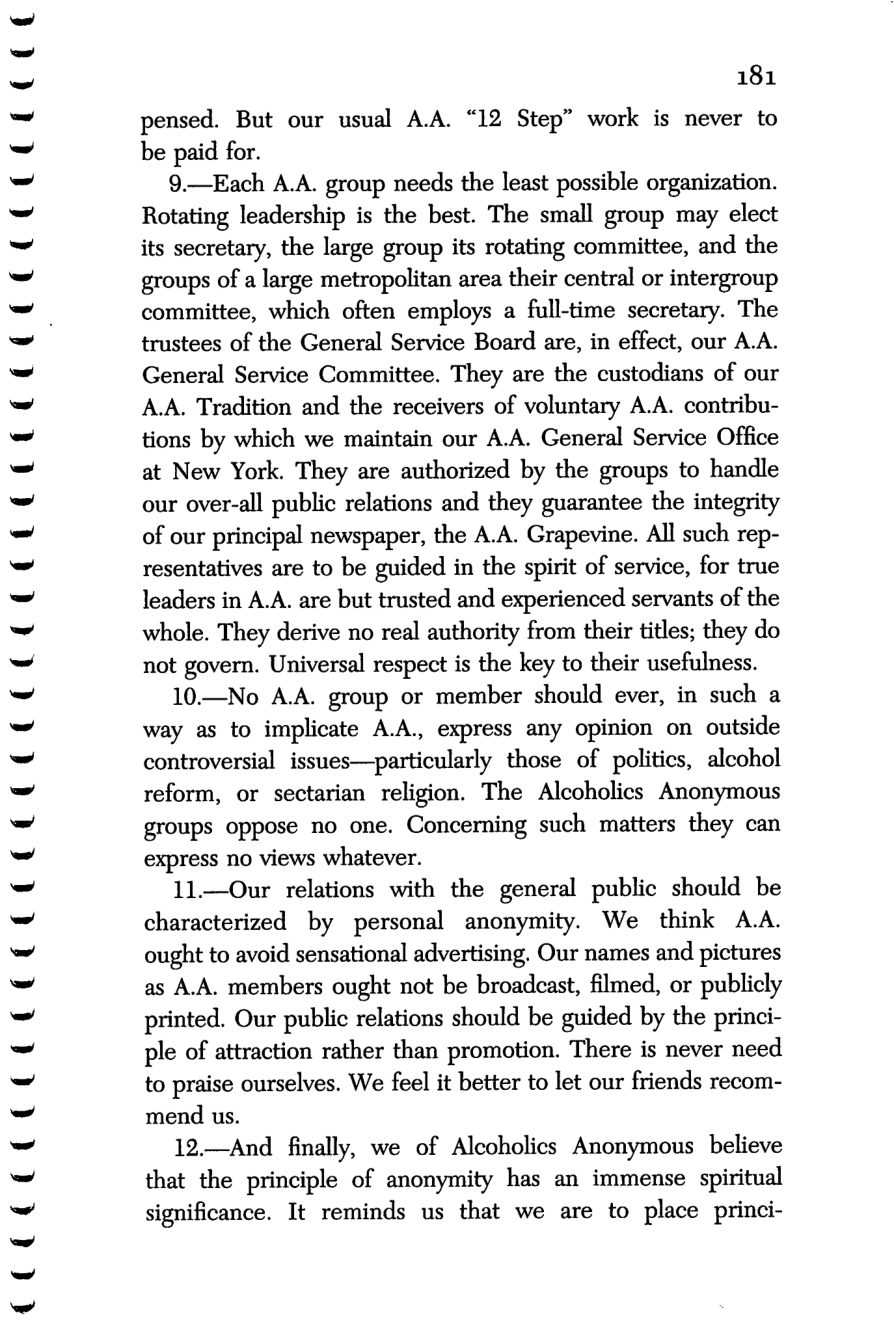 181
pensed. But our usual A.A. “12 Step” work is never to
be paid for.
9.—Each A.A. group needs the least possible organization.
Rotating leadership is the best. The small group may elect
its secretary, the large group its rotating committee, and the
groups of a large metropolitan area their central or intergroup
committee, which often employs a full-time secretary. The
trustees of the General Service Board are, in effect, our A.A.
General Service Committee. They are the custodians of our
A.A. Tradition and the receivers of voluntary A.A. contribu-
tions by which we maintain our A.A. General Service Office
at New York. They are authorized by the groups to handle
our over-all public relations and they guarantee the integrity
of our principal newspaper, the A.A. Grapevine. All such rep-
resentatives are to be guided in the spirit of service, for true
leaders in A.A. are but trusted and experienced servants of the
whole. They derive no real authority from their titles; they do
not govern. Universal respect is the key to their usefulness.
10.—No A.A. group or member should ever, in such a
way as to implicate A.A., express any opinion on outside
controversial issues—particularly those of politics, alcohol
reform, or sectarian religion. The Alcoholics Anonymous
groups oppose no one. Concerning such matters they can
express no views whatever.
11.—Our relations with the general public should be
characterized by personal anonymity. We think A.A.
ought to avoid sensational advertising. Our names and pictures
as A.A. members ought not be broadcast, filmed, or publicly
printed. Our public relations should be guided by the princi-
ple of attraction rather than promotion. There is never need
to praise ourselves. We feel it better to let our friends recom-
mend us.
12.—And finally, we of Alcoholics Anonymous believe
that the principle of anonymity has an immense spiritual
significance. It reminds us that we are to place princi-